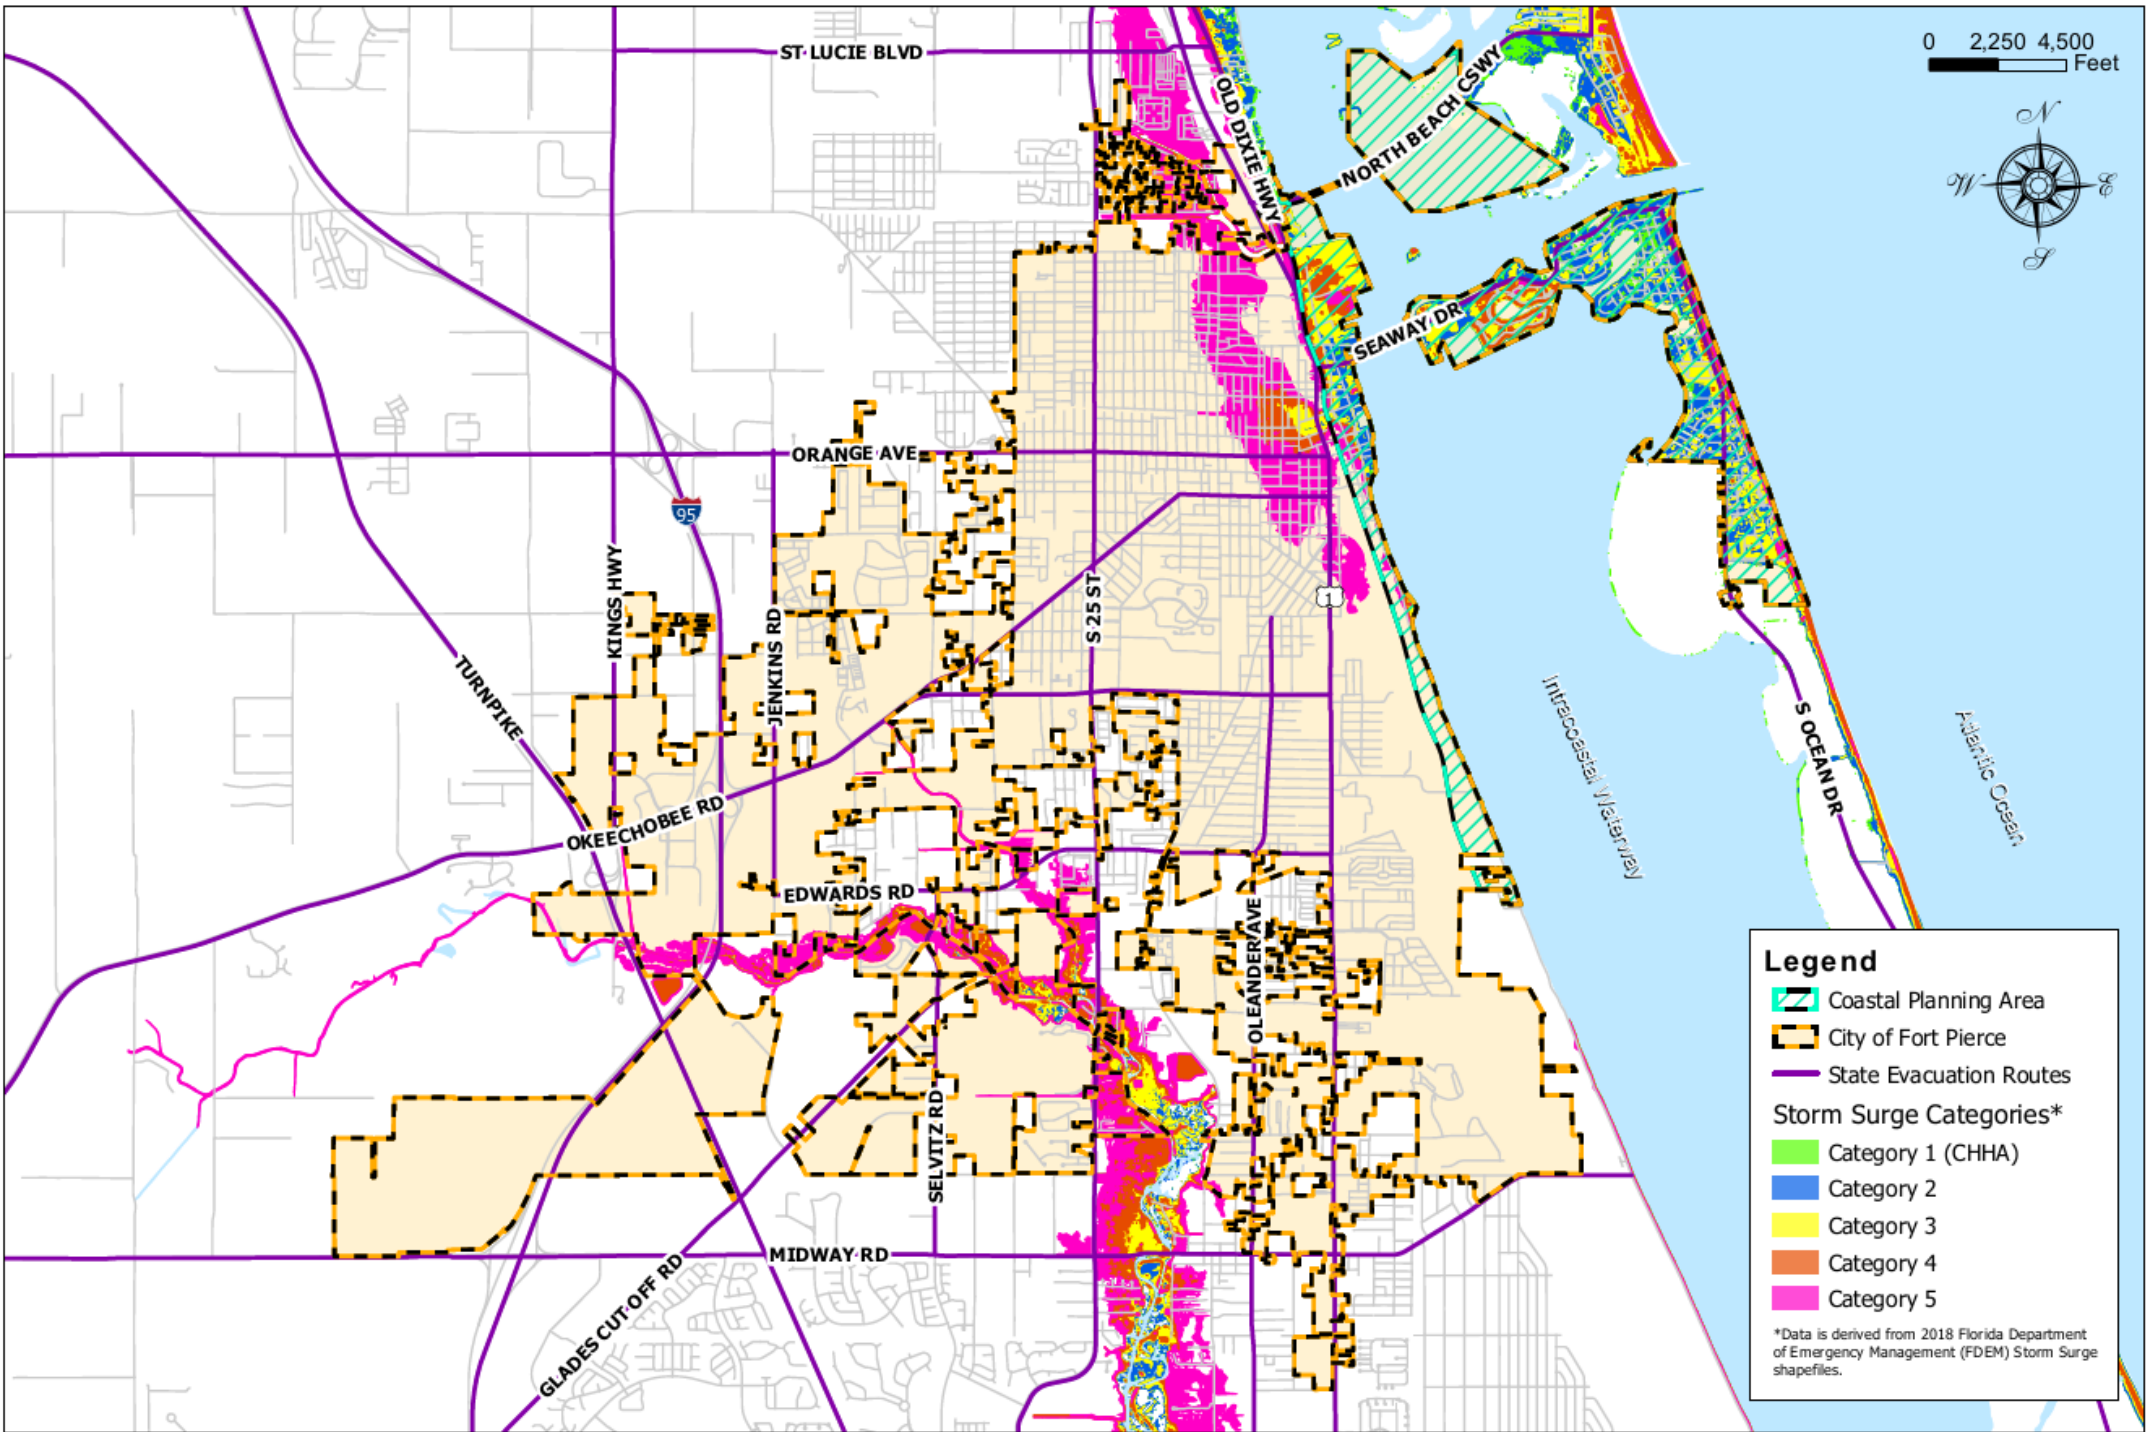 ST LUCIE BLVD
OLD DIXIE HWY
NORTH BEACH CSWY
0 2,250 4,500
Feet
N
W E
S
SEAWAY DR
ORANGE AVE
95
KINGS HWY
JENKINS RD
S 25 ST
1
TURNPIKE
S OCEAN DR
Intracoastal Waterway
Atlantic Ocean
OKEECHOBEE RD
EDWARDS RD
OLEANDER AVE
SELVITZ RD
MIDWAY RD
GLADES CUT OFF RD
Legend
Coastal Planning Area
City of Fort Pierce
State Evacuation Routes
Storm Surge Categories*
Category 1 (CHHA)
Category 2
Category 3
Category 4
Category 5
*Data is derived from 2018 Florida Department
of Emergency Management (FDEM) Storm Surge
shapefiles.